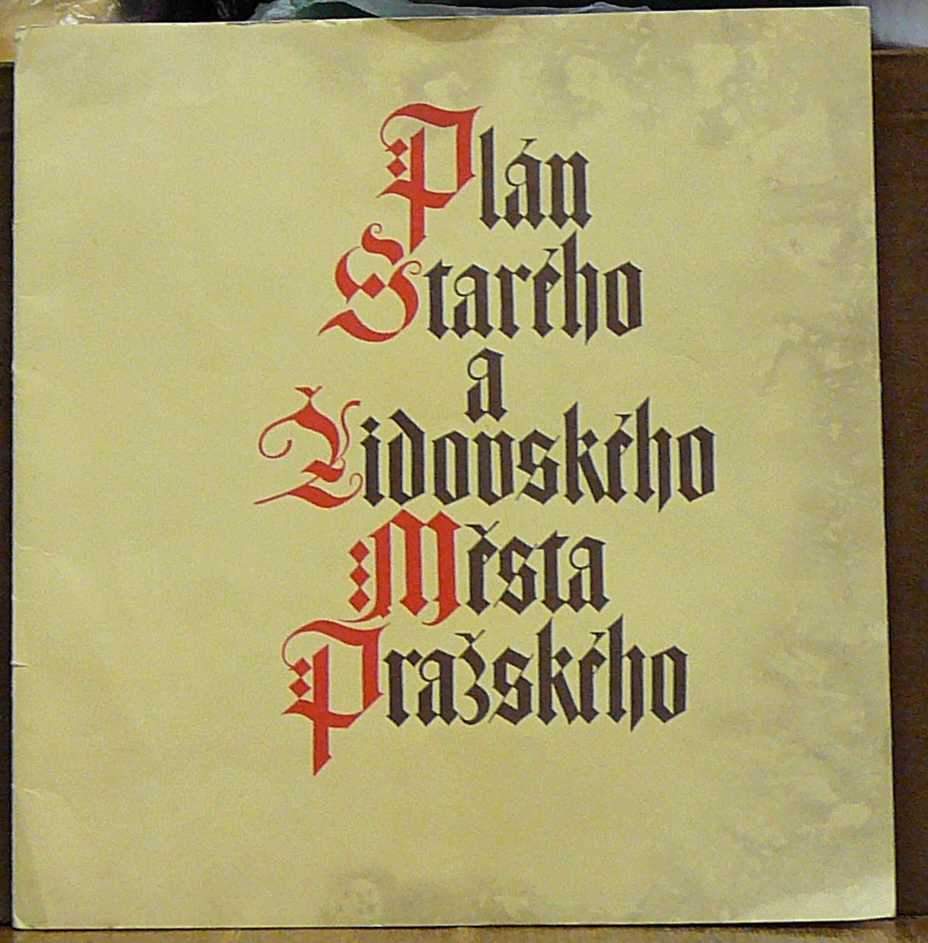 Plán
Starého
a
Židovského
Města
Pražského